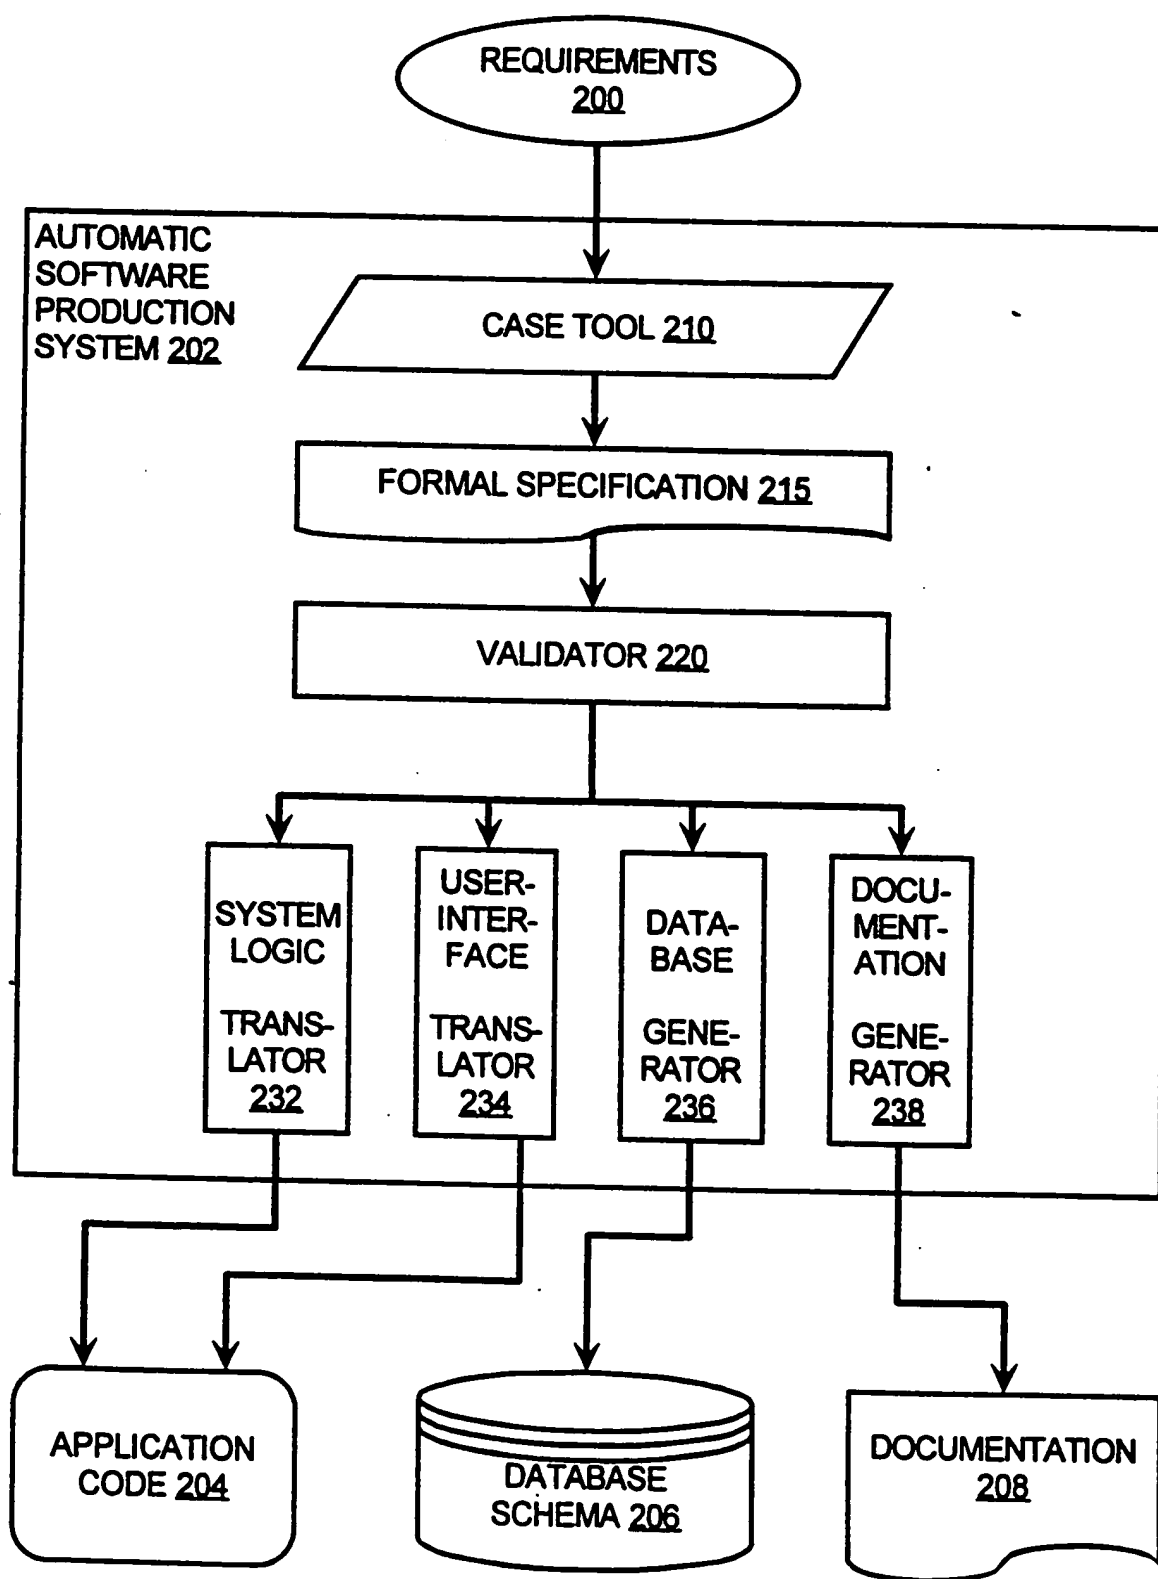 REQUIREMENTS
200
AUTOMATIC
SOFTWARE
PRODUCTION
SYSTEM 202
CASE TOOL 210
FORMAL SPECIFICATION 215
VALIDATOR 220
SYSTEM
LOGIC
TRANS-
LATOR
232
USER-
INTER-
FACE
TRANS-
LATOR
234
DATA-
BASE
GENE-
RATOR
236
DOCU-
MENT-
ATION
GENE-
RATOR
238
APPLICATION
CODE 204
DATABASE
SCHEMA 206
DOCUMENTATION
208